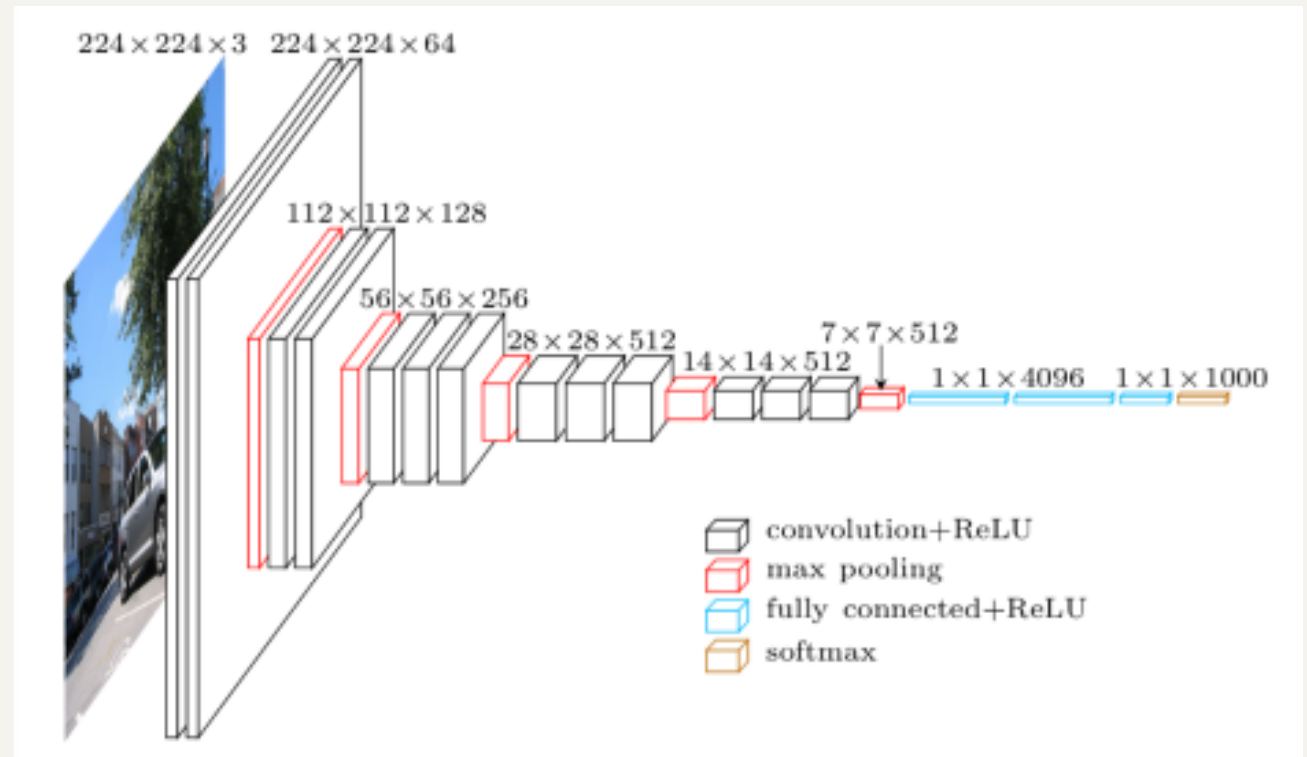 224×224×3
224×224×64
112×112×128
56×56×256
28×28×512
14×14×512
7×7×512
1×1×4096
1×1×1000
convolution+ReLU
max pooling
fully connected+ReLU
softmax